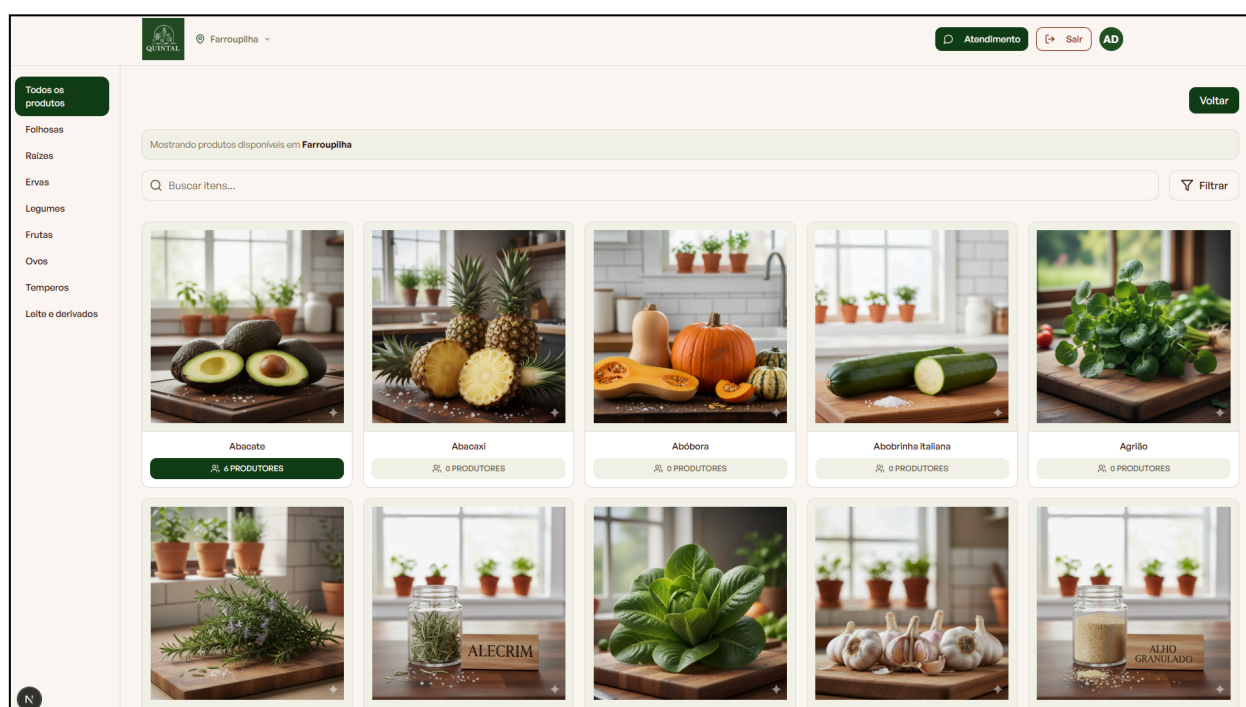 QUINTAL
Farroupilha
Atendimento
Sair
AD
Todos os
produtos
Folhosas
Raízes
Ervas
Legumes
Frutas
Ovos
Temperos
Leite e derivados
Voltar
Mostrando produtos disponíveis em Farroupilha
Buscar itens...
Filtrar
Abacate
6 PRODUTORES
Abacaxi
0 PRODUTORES
Abóbora
0 PRODUTORES
Abobrinha italiana
0 PRODUTORES
Agrião
0 PRODUTORES
ALECRIM
ALHO
GRANULADO
N